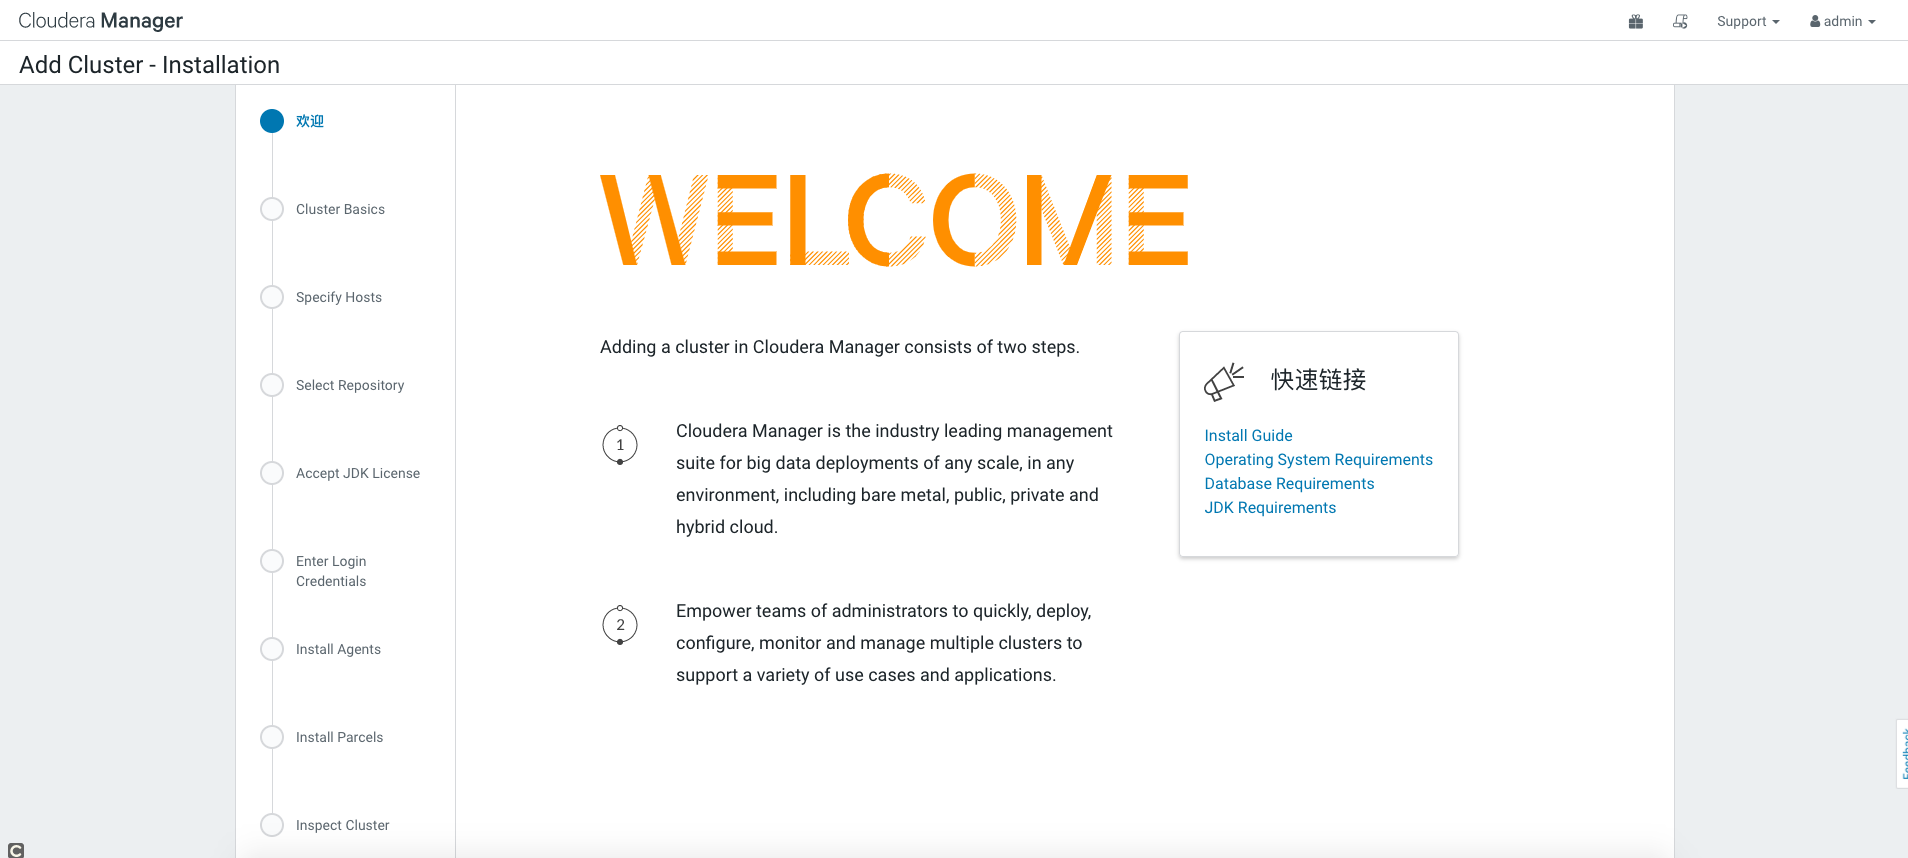 Cloudera Manager
Support
admin
Add Cluster - Installation
欢迎
Cluster Basics
Specify Hosts
Select Repository
Accept JDK License
Enter Login
Credentials
Install Agents
Install Parcels
Inspect Cluster
WELCOME
Adding a cluster in Cloudera Manager consists of two steps.
1
Cloudera Manager is the industry leading management
suite for big data deployments of any scale, in any
environment, including bare metal, public, private and
hybrid cloud.
2
Empower teams of administrators to quickly, deploy,
configure, monitor and manage multiple clusters to
support a variety of use cases and applications.
快速链接
Install Guide
Operating System Requirements
Database Requirements
JDK Requirements
Feedback
C